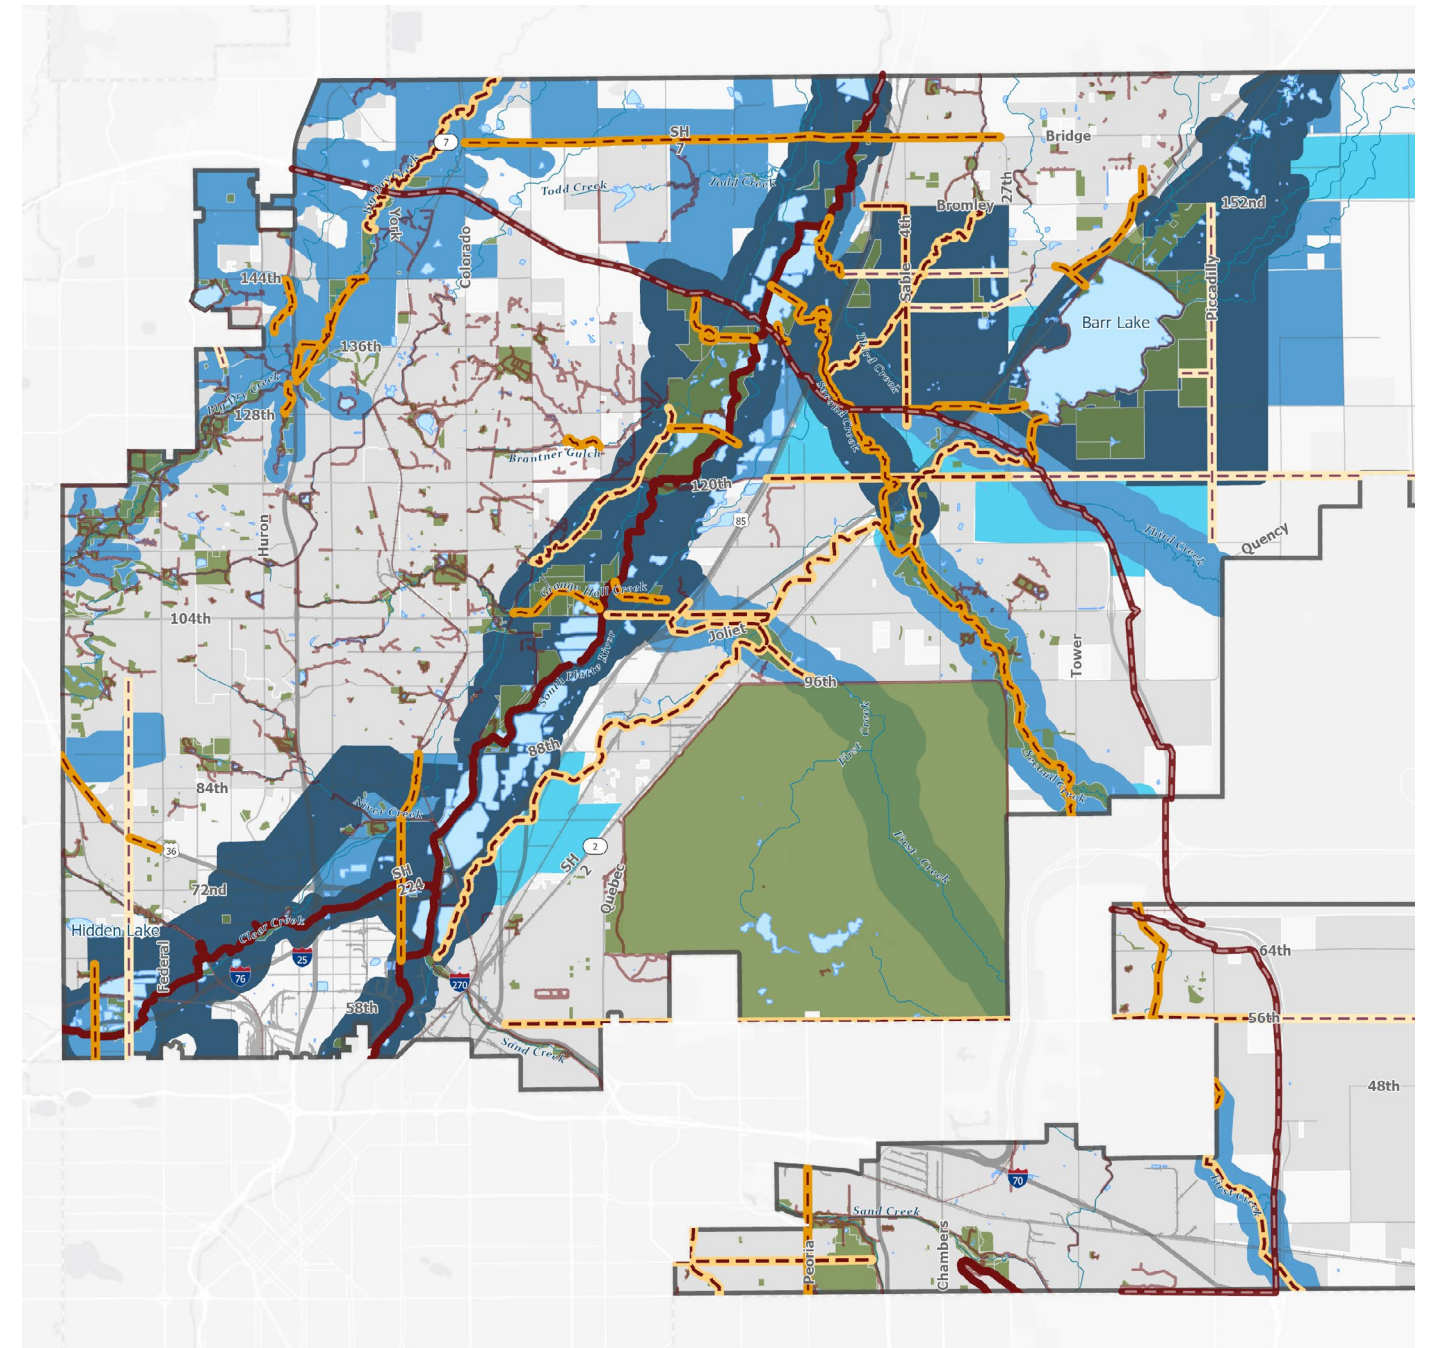 Bridge
SH
7
7
Todd Creek
Todd Creek
Big Dry Creek
27th
152nd
Bromley
York
4th
Colorado
Sable
Piccadilly
144th
Barr Lake
136th
Third Creek
Big Dry Creek
128th
Second Creek
Brantner Gulch
120th
85
Huron
Third Creek
Quency
Grange Hall Creek
104th
Joliet
Tower
South Platte River
96th
First Creek
88th
Second Creek
84th
Niver Creek
36
SH
2
2
First Creek
SH
224
72nd
Quebec
Hidden Lake
Clear Creek
Federal
25
76
270
64th
58th
56th
Sand Creek
48th
70
First Creek
Sand Creek
Peoria
Chambers